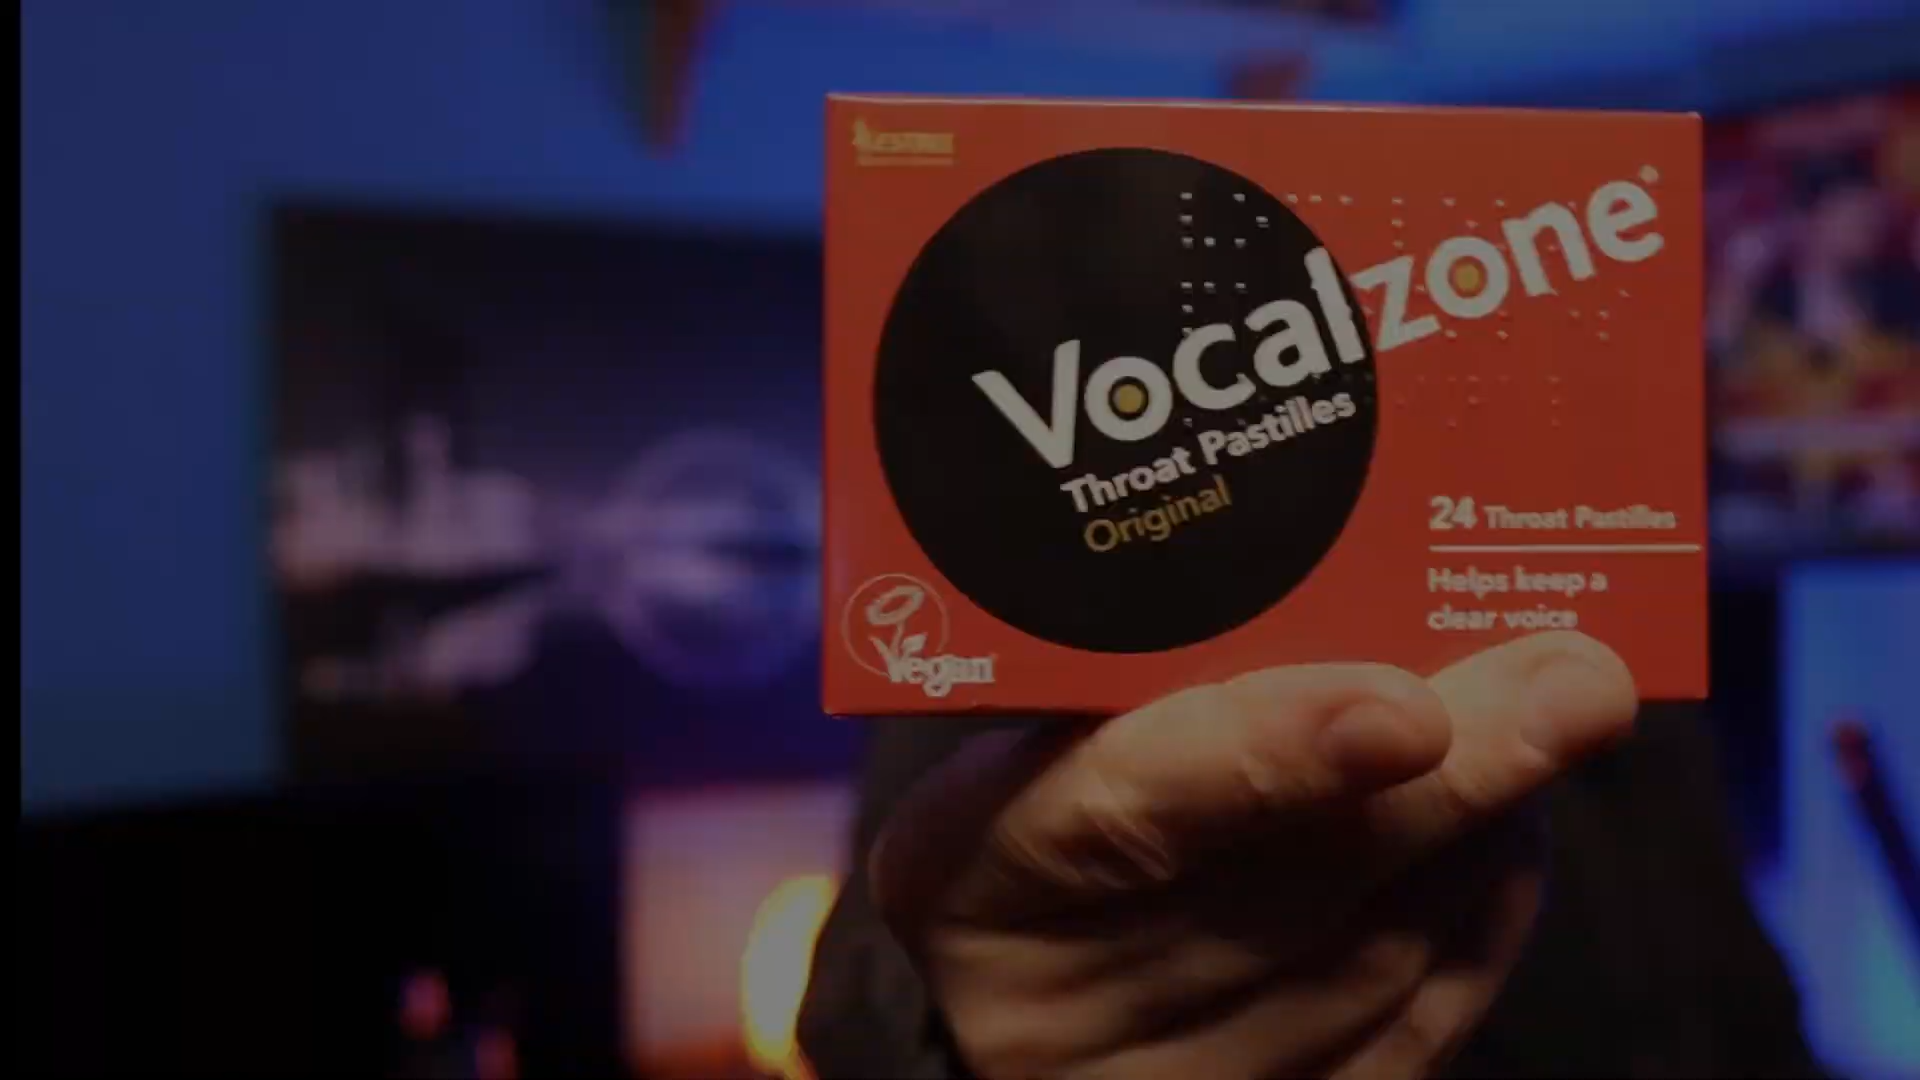 Vocalzone
Throat Pastilles
Original
24 Throat Pastilles
Helps keep a
clear voice
Vegan